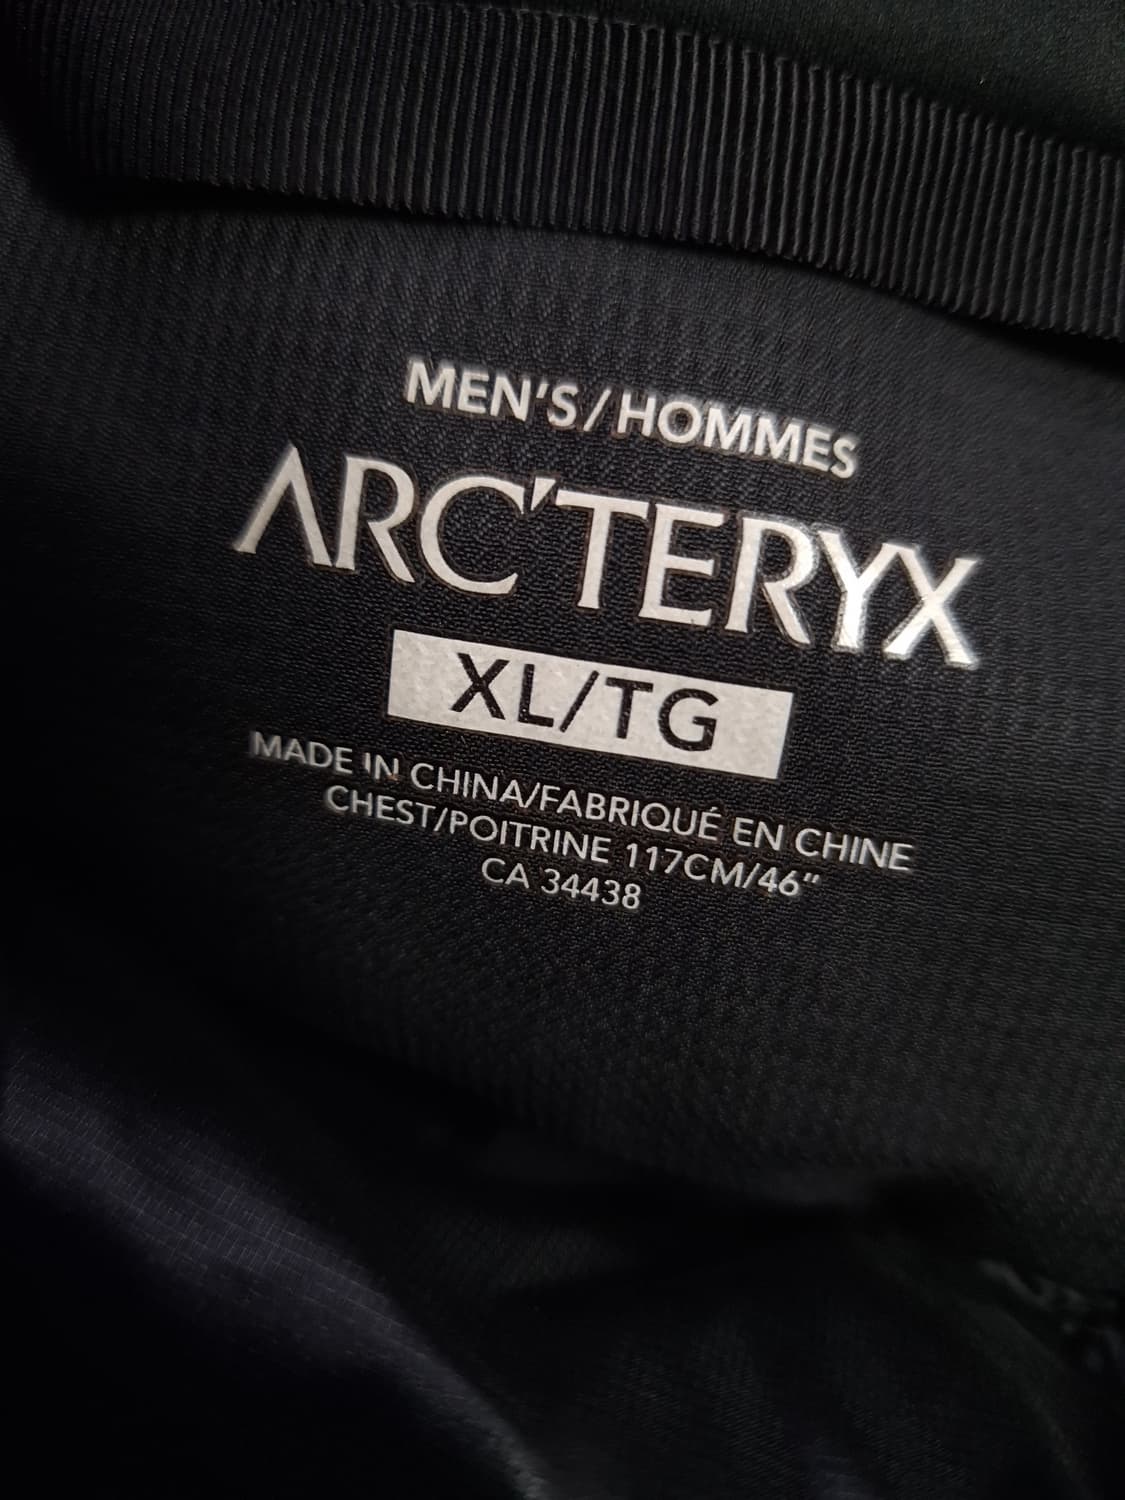 MEN'S/HOMMES
ARC'TERYX
XL/TG
MADE IN CHINA/FABRIQUÉ EN CHINE
CHEST/POITRINE 117CM/46"
CA 34438